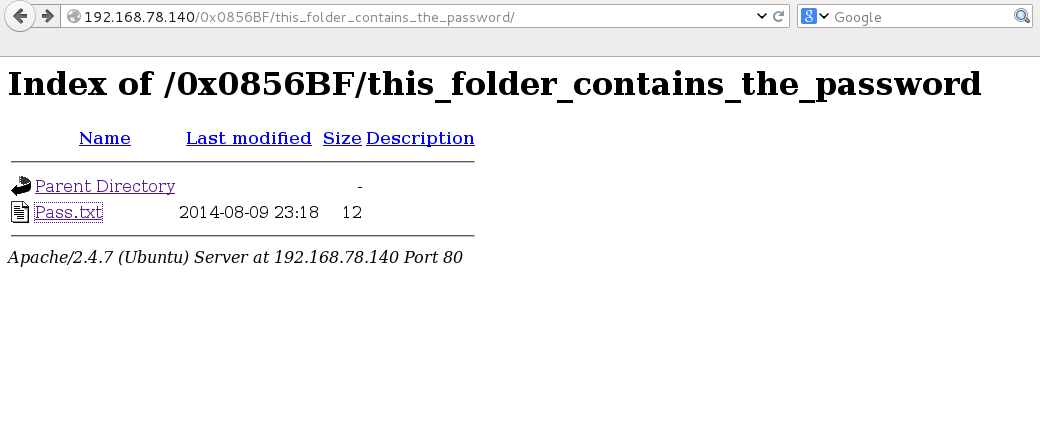 192.168.78.140/0x0856BF/this_folder_contains_the_password/ Google
Index of /0x0856BF/this_folder_contains_the_password
Name Last modified Size Description
Parent Directory -
Pass.txt 2014-08-09 23:18 12
Apache/2.4.7 (Ubuntu) Server at 192.168.78.140 Port 80